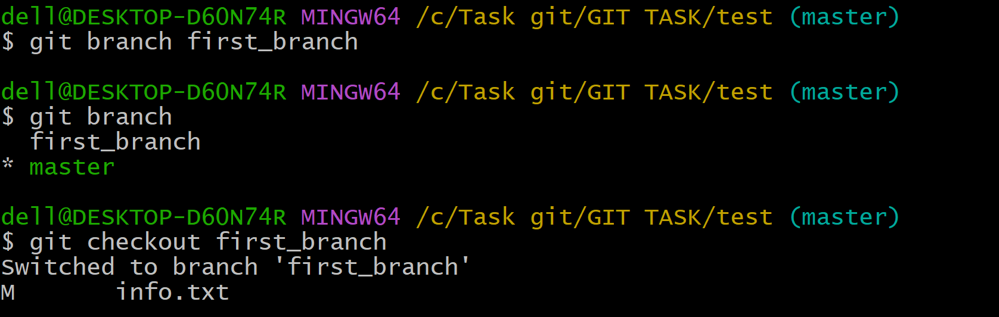 dell@DESKTOP-D6ON74R MINGW64 /c/Task git/GIT TASK/test (master)
$ git branch first_branch
dell@DESKTOP-D6ON74R MINGW64 /c/Task git/GIT TASK/test (master)
$ git branch
  first_branch
* master
dell@DESKTOP-D6ON74R MINGW64 /c/Task git/GIT TASK/test (master)
$ git checkout first_branch
Switched to branch 'first_branch'
M       info.txt